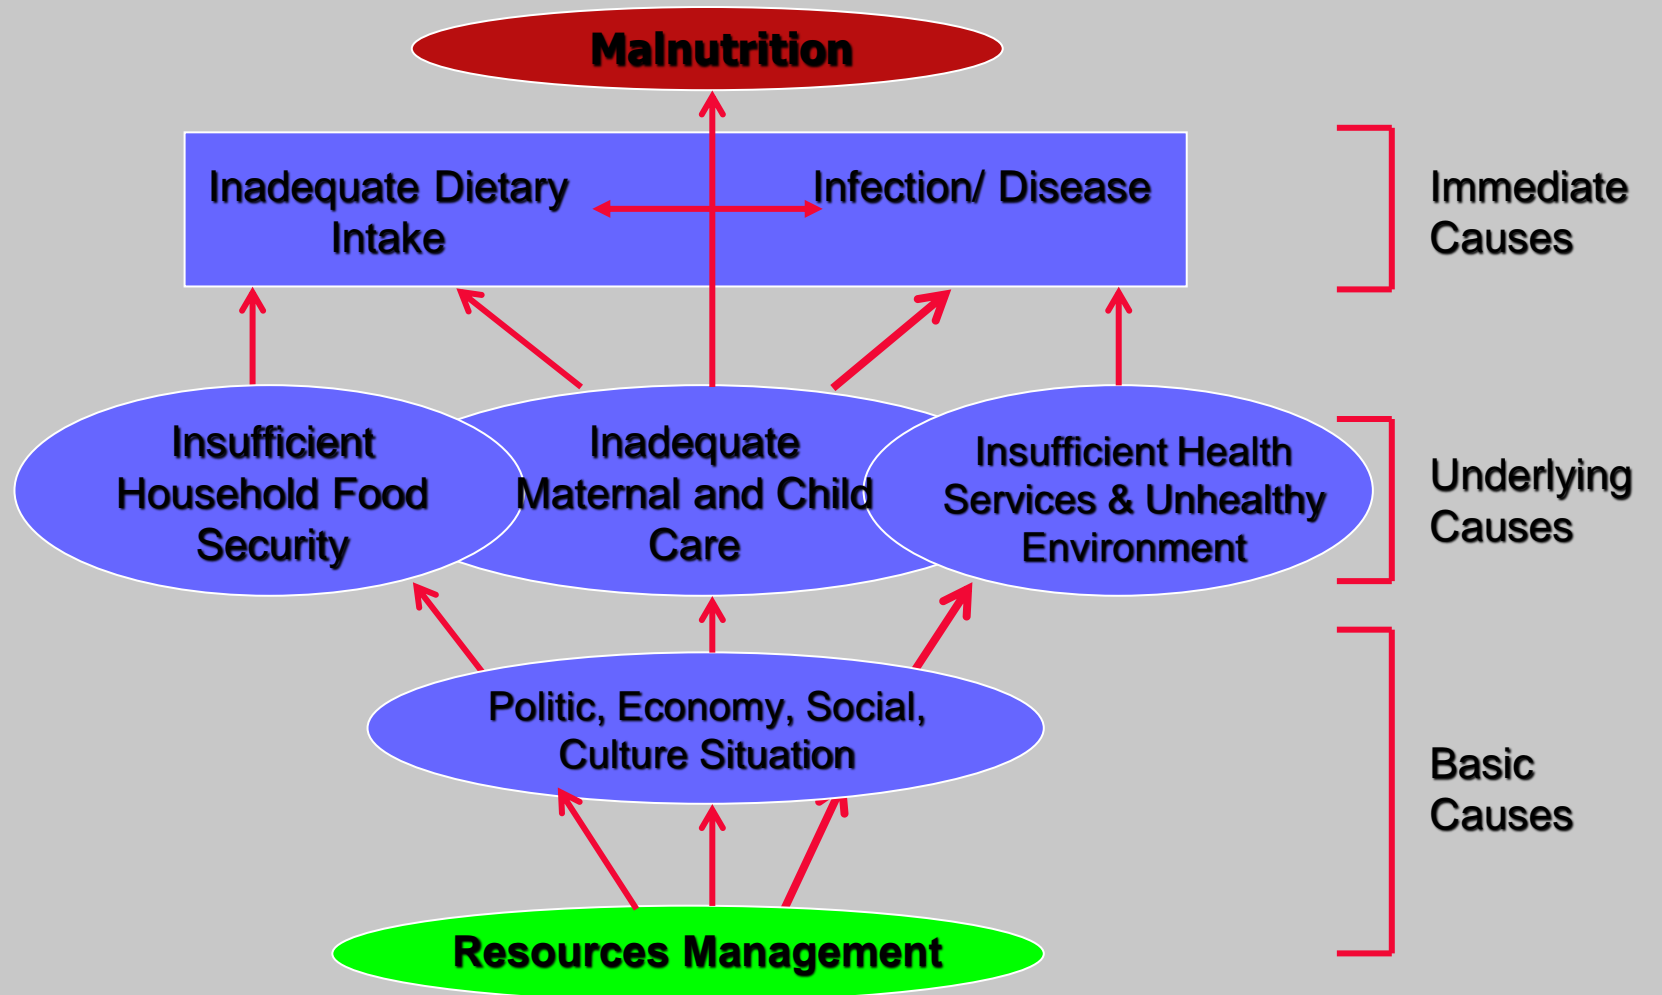 Malnutrition
Inadequate Dietary
Intake
Infection/ Disease
Immediate
Causes
Insufficient
Household Food
Security
Inadequate
Maternal and Child
Care
Insufficient Health
Services & Unhealthy
Environment
Underlying
Causes
Politic, Economy, Social,
Culture Situation
Basic
Causes
Resources Management